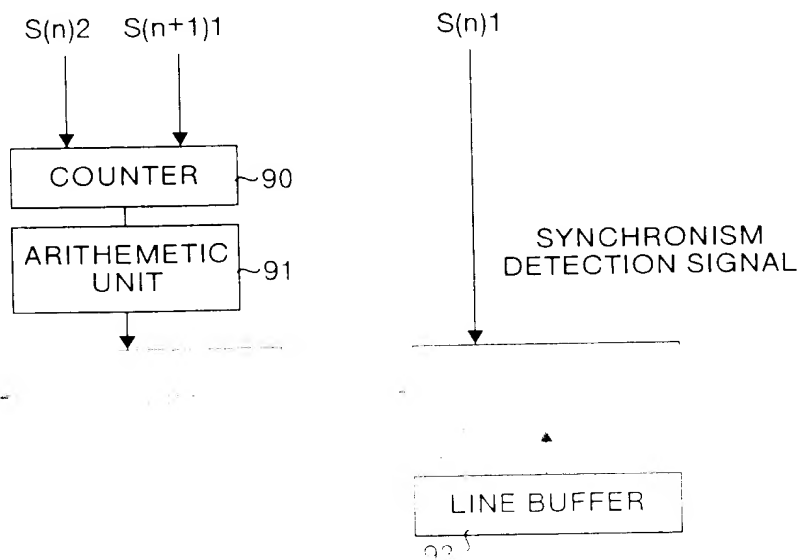 S(n)2 S(n+1)1 S(n)1
COUNTER ~90
ARITHEMETIC
UNIT
~91
SYNCHRONISM
DETECTION SIGNAL
LINE BUFFER